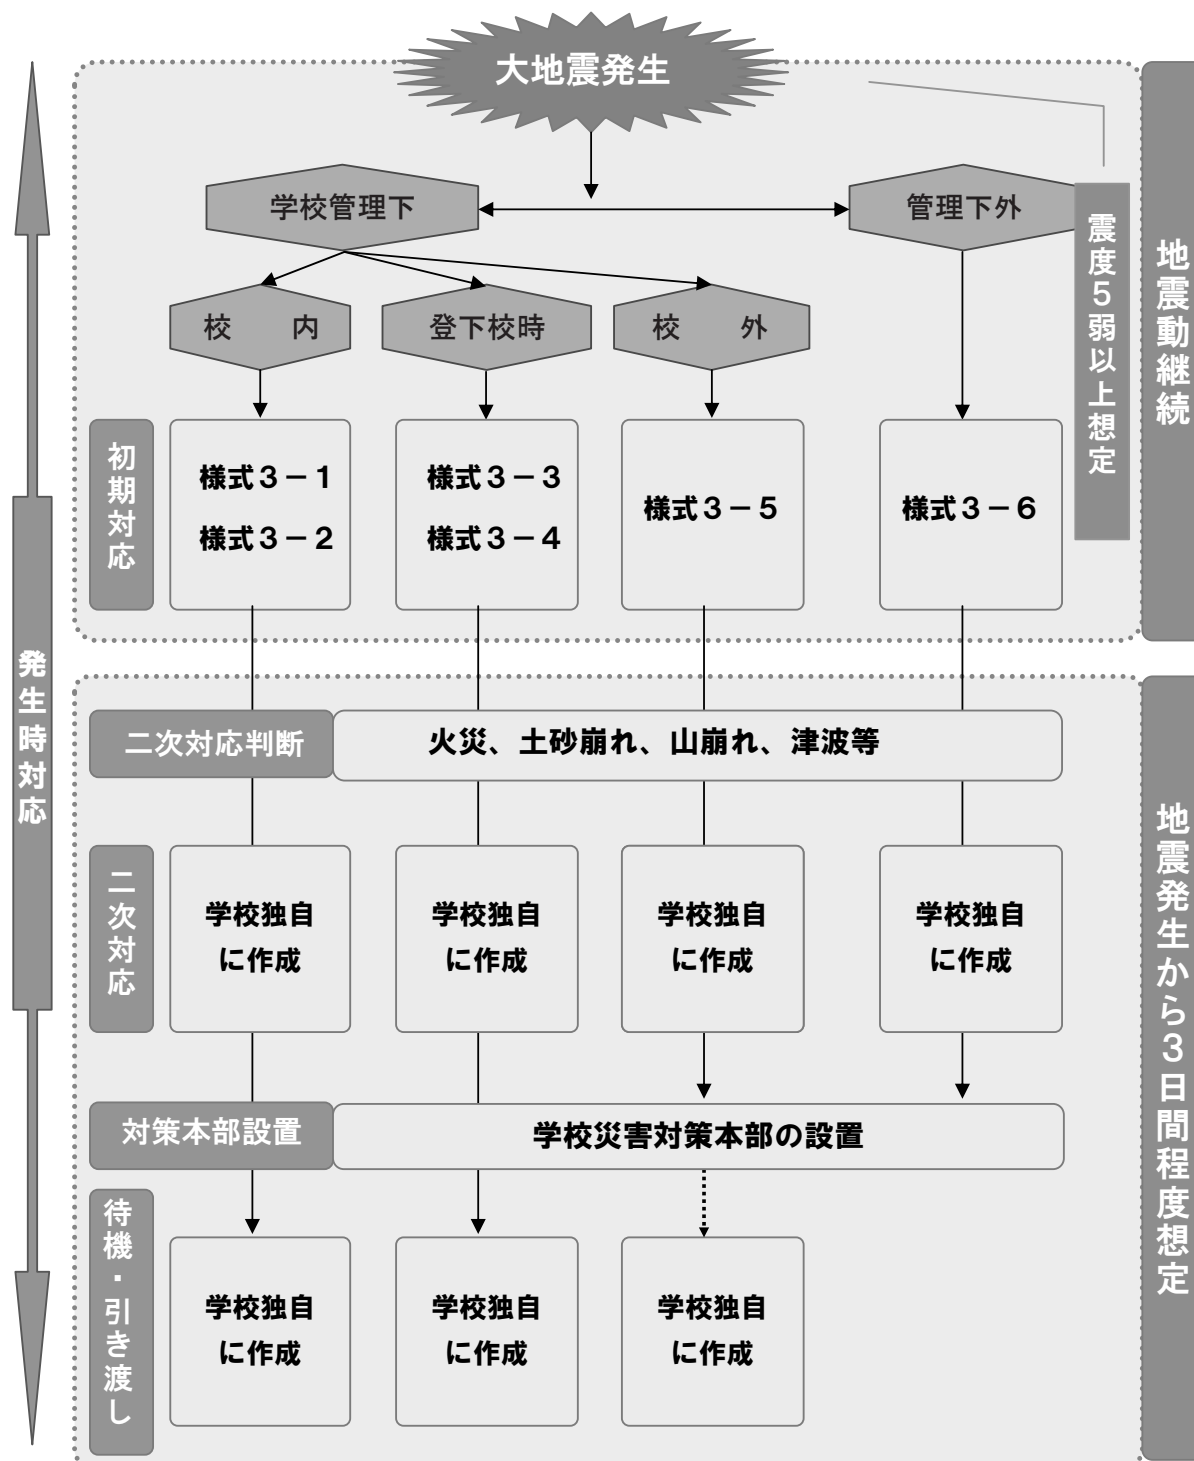 大地震発生
学校管理下
管理下外
震度5弱以上想定
地震動継続
校　　内
登下校時
校　　外
初期対応
様式3－1
様式3－2
様式3－3
様式3－4
様式3－5
様式3－6
発生時対応
二次対応判断
火災、土砂崩れ、山崩れ、津波等
地震発生から3日間程度想定
二次対応
学校独自
に作成
学校独自
に作成
学校独自
に作成
学校独自
に作成
対策本部設置
学校災害対策本部の設置
待機・引き渡し
学校独自
に作成
学校独自
に作成
学校独自
に作成